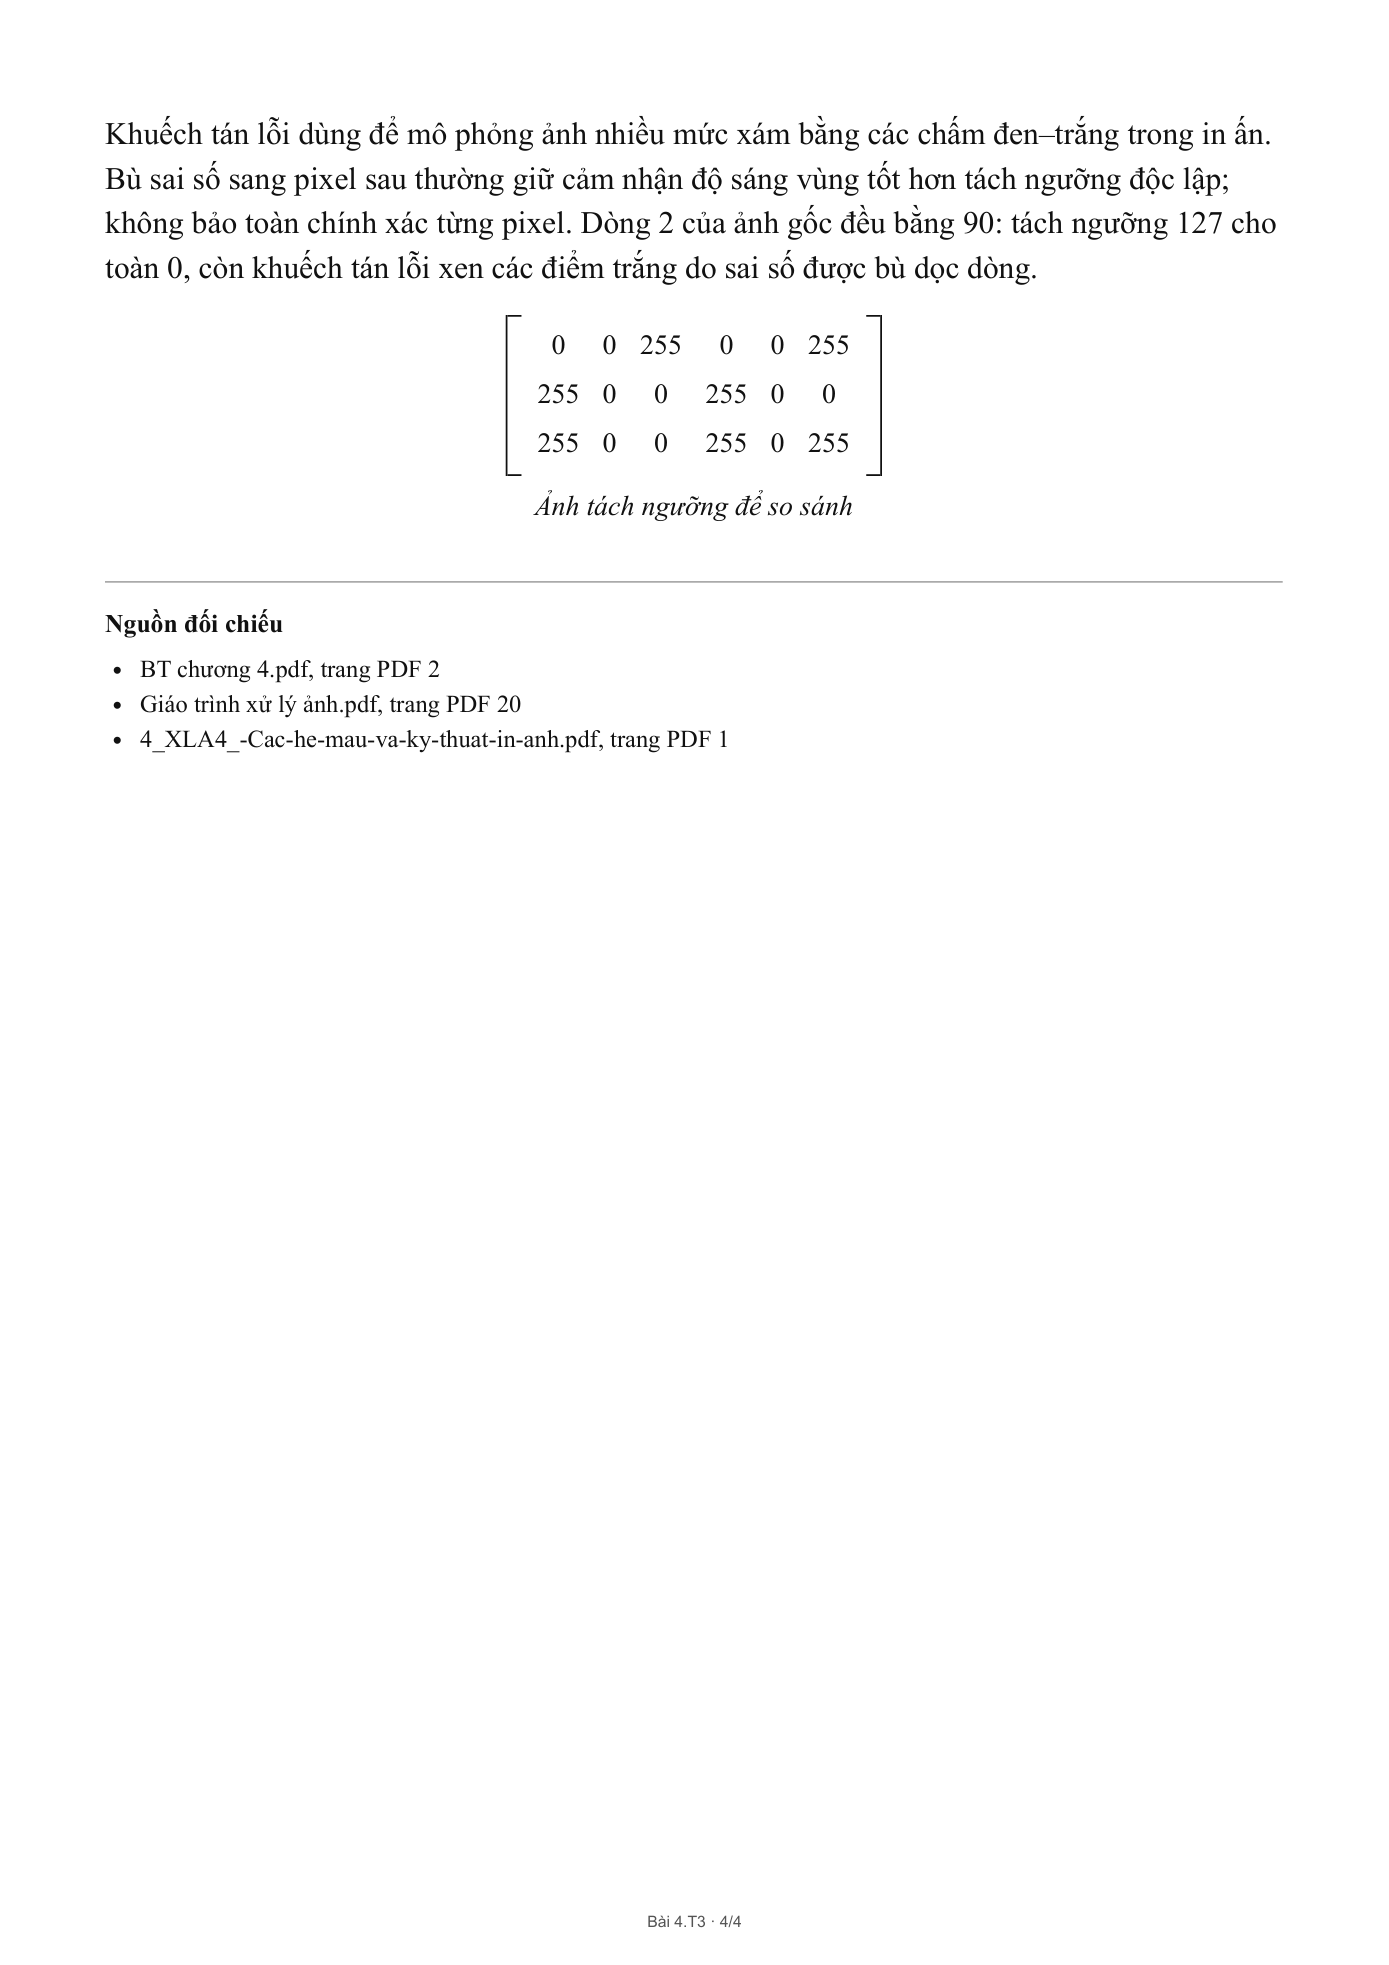 Khuếch tán lỗi dùng để mô phỏng ảnh nhiều mức xám bằng các chấm đen–trắng trong in ấn.
Bù sai số sang pixel sau thường giữ cảm nhận độ sáng vùng tốt hơn tách ngưỡng độc lập;
không bảo toàn chính xác từng pixel. Dòng 2 của ảnh gốc đều bằng 90: tách ngưỡng 127 cho
toàn 0, còn khuếch tán lỗi xen các điểm trắng do sai số được bù dọc dòng.
0 0 255 0 0 255
255 0 0 255 0 0
255 0 0 255 0 255
Ảnh tách ngưỡng để so sánh
Nguồn đối chiếu
• BT chương 4.pdf, trang PDF 2
• Giáo trình xử lý ảnh.pdf, trang PDF 20
• 4_XLA4_-Cac-he-mau-va-ky-thuat-in-anh.pdf, trang PDF 1
Bài 4.T3 · 4/4